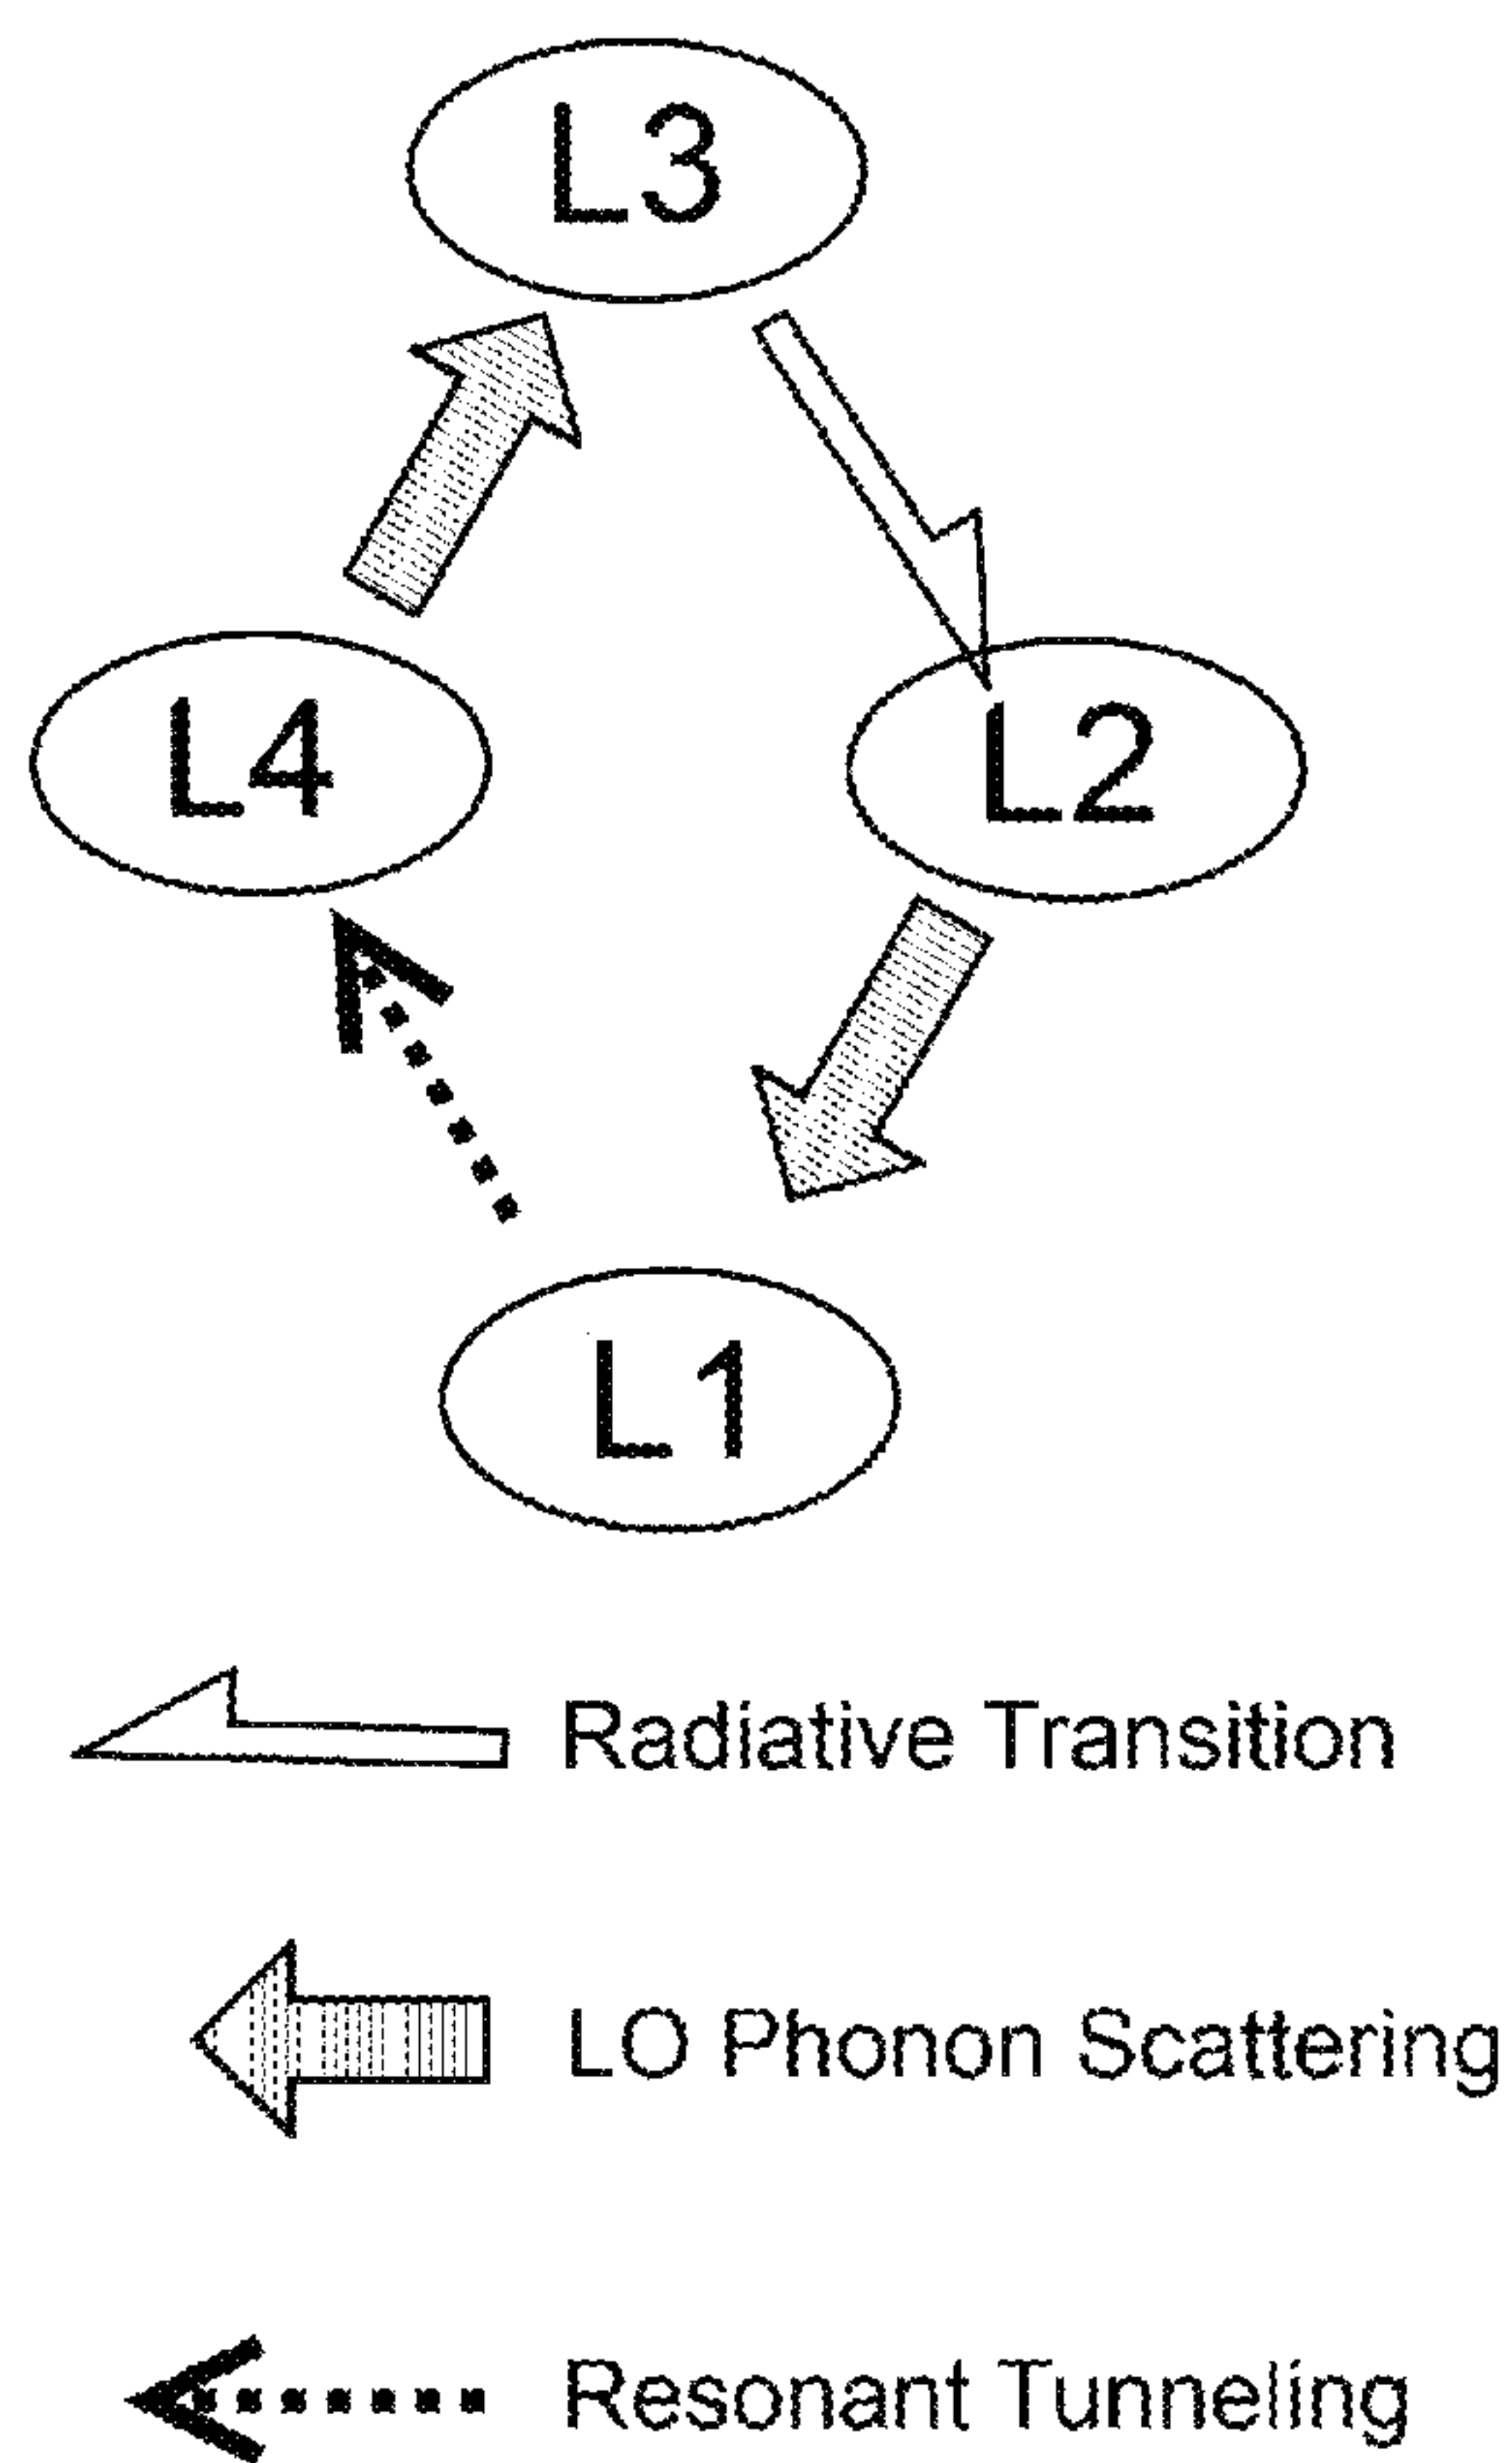 L3
L4
L2
L1
Radiative Transition
LO Phonon Scattering
Resonant Tunneling